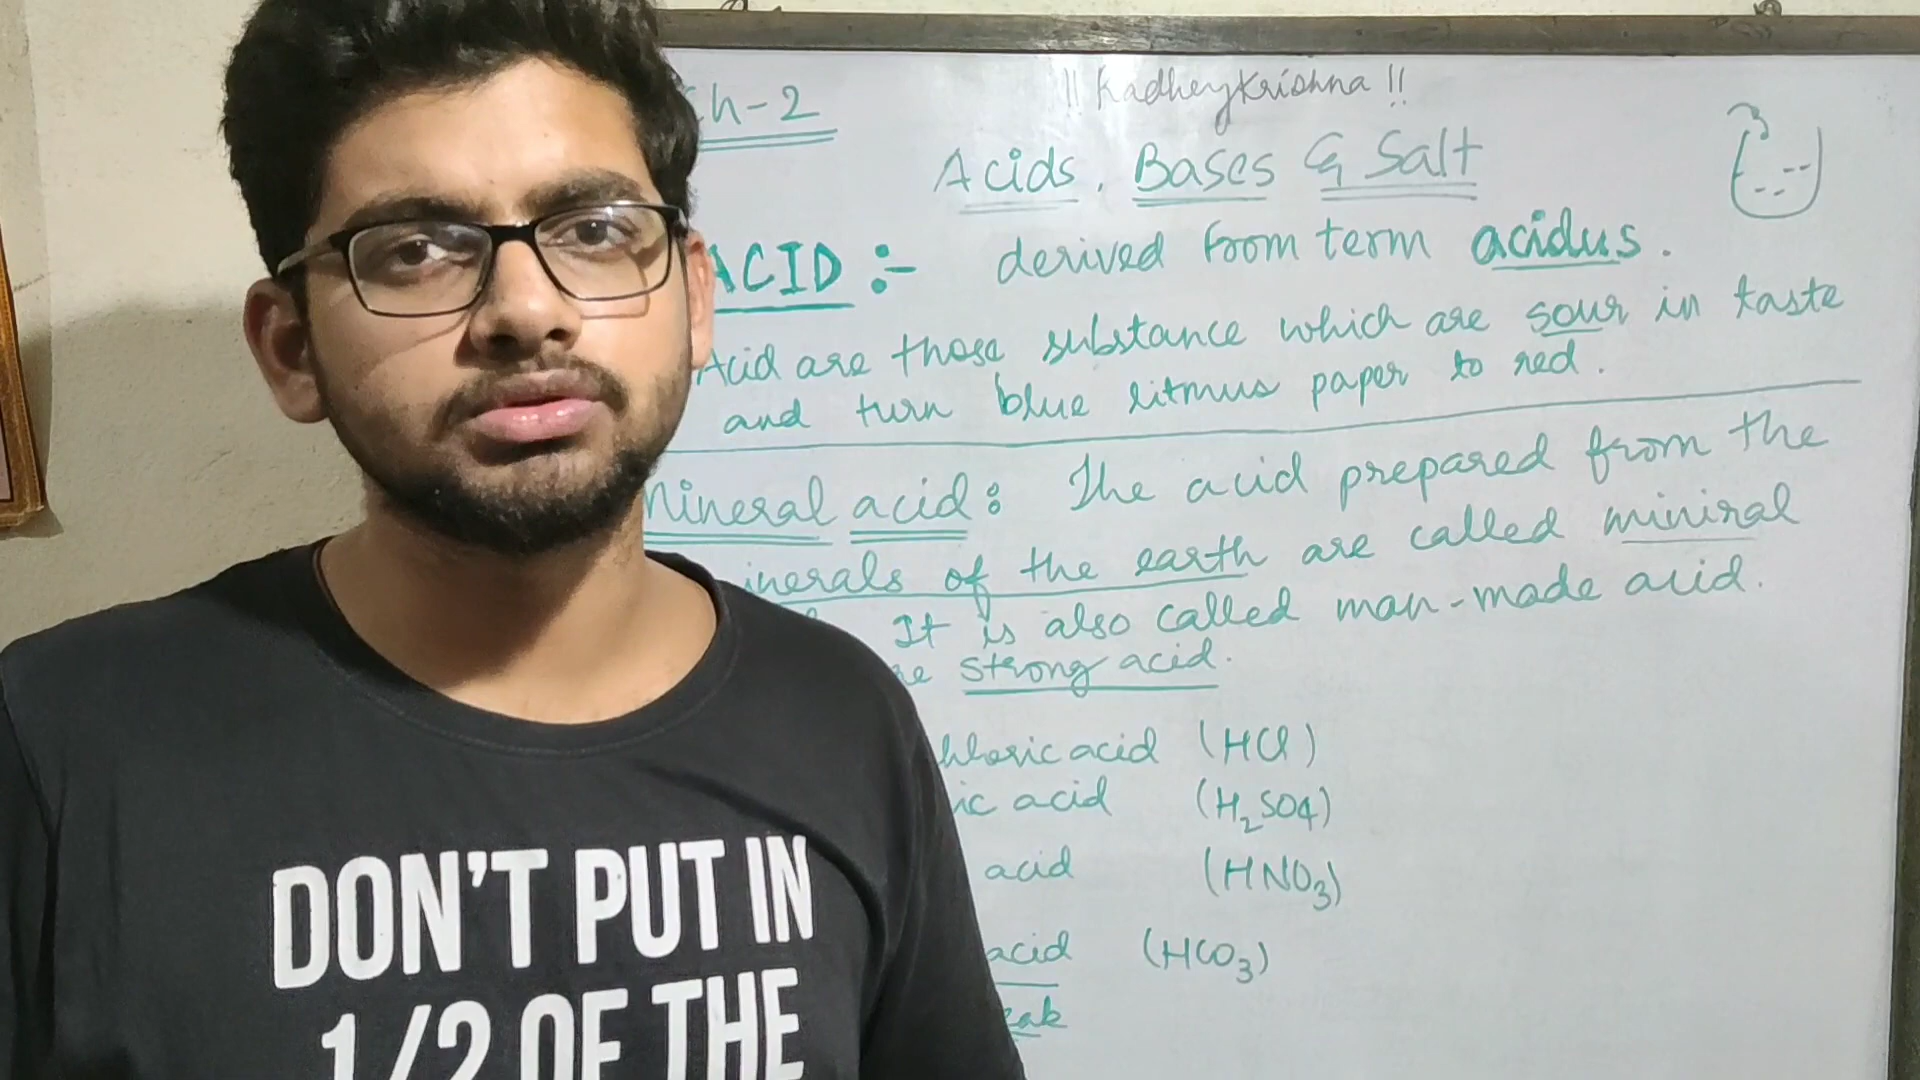 Ch-2
!! Radhey Krishna !!
Acids, Bases & Salt
ACID :- derived from term acidus.
Acid are those substance which are sour in taste
and turn blue litmus paper to red.
Mineral acid: The acid prepared from the
inerals of the earth are called miniral
It is also called man-made acid.
strong acid.
hloric acid (HCl)
ic acid (H2SO4)
acid (HNO3)
acid (HCO3)
eak
DON'T PUT IN
1/2 OF THE